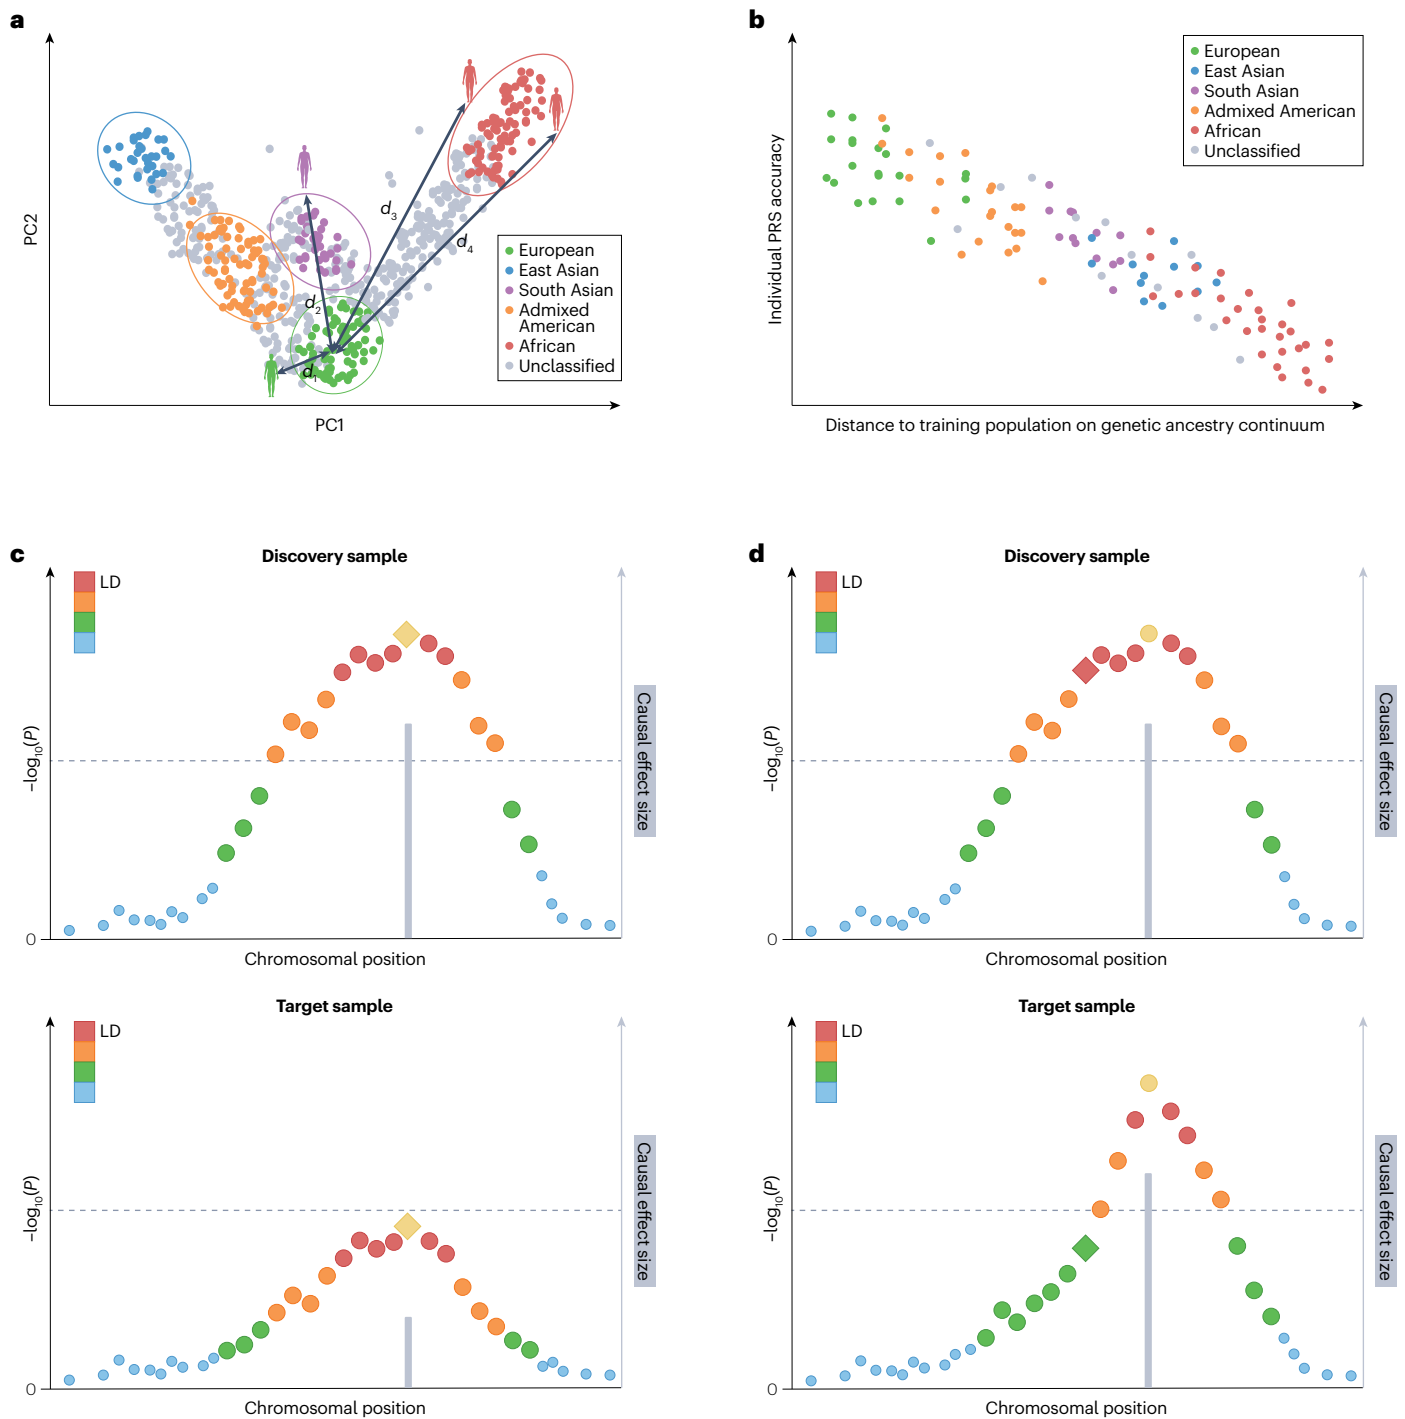 a
PC2
PC1
d1
d2
d3
d4
European
East Asian
South Asian
Admixed
American
African
Unclassified
b
Individual PRS accuracy
Distance to training population on genetic ancestry continuum
European
East Asian
South Asian
Admixed American
African
Unclassified
c
Discovery sample
LD
–log10(P)
0
Chromosomal position
Causal effect size
Target sample
LD
–log10(P)
0
Chromosomal position
Causal effect size
d
Discovery sample
LD
–log10(P)
0
Chromosomal position
Causal effect size
Target sample
LD
–log10(P)
0
Chromosomal position
Causal effect size